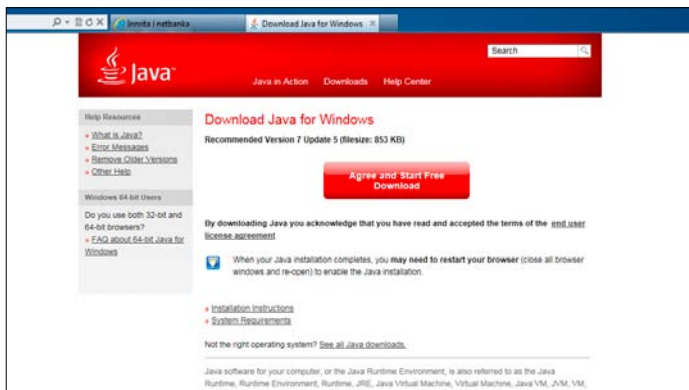 Innrita í netbanka
Download Java for Windows
Java
Search
Java in Action Downloads Help Center
Help Resources
» What is Java?
» Error Messages
» Remove Older Versions
» Other Help
Windows 64-bit Users
Do you use both 32-bit and
64-bit browsers?
» FAQ about 64-bit Java for
Windows
Download Java for Windows
Recommended Version 7 Update 5 (filesize: 853 KB)
Agree and Start Free
Download
By downloading Java you acknowledge that you have read and accepted the terms of the end user
license agreement
When your Java installation completes, you may need to restart your browser (close all browser
windows and re-open) to enable the Java installation.
» Installation Instructions
» System Requirements
Not the right operating system? See all Java downloads.
Java software for your computer, or the Java Runtime Environment, is also referred to as the Java
Runtime, Runtime Environment, Runtime, JRE, Java Virtual Machine, Virtual Machine, Java VM, JVM, VM,